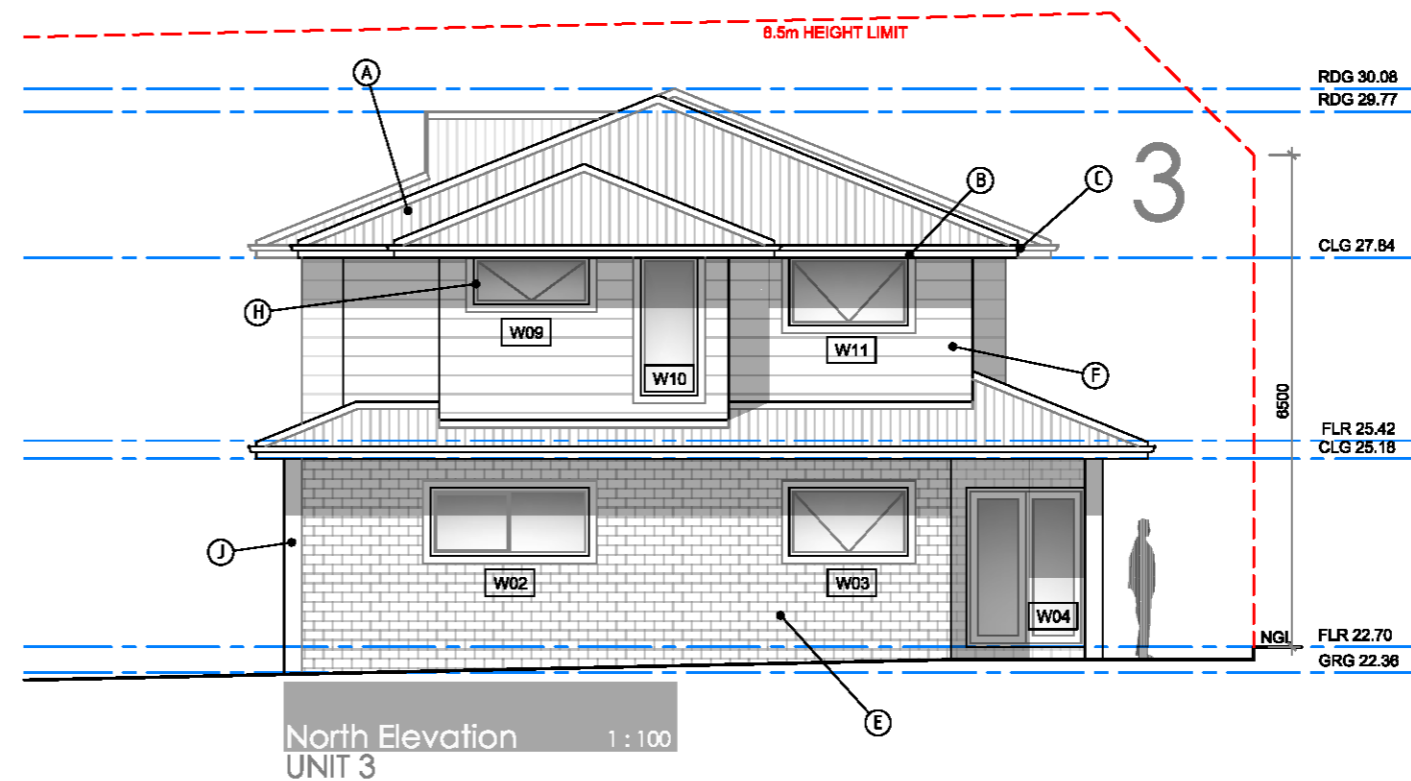 8.5m HEIGHT LIMIT
A
RDG 30.08
RDG 29.77
3
B
C
CLG 27.84
H
W09
W11
W10
F
6500
FLR 25.42
CLG 25.18
J
W02
W03
W04
NGL
FLR 22.70
GRG 22.36
E
North Elevation 1 : 100
UNIT 3